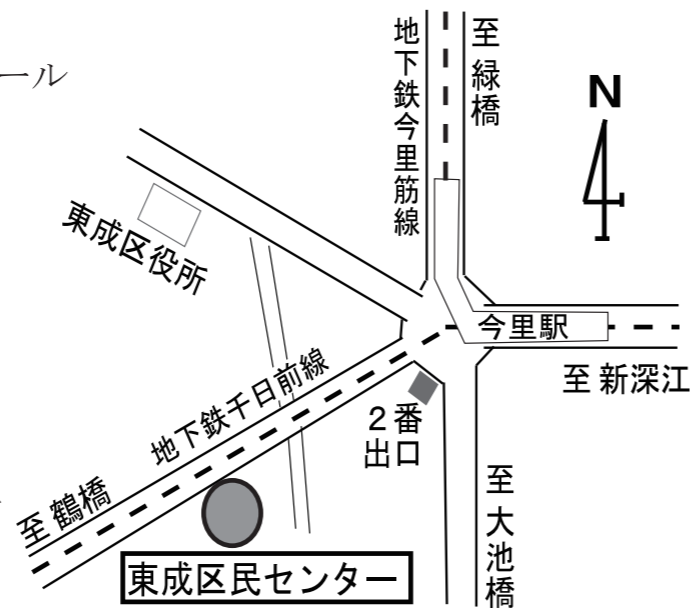 ール
地下鉄今里筋線
至 緑橋
N
東成区役所
今里駅
至 新深江
地下鉄千日前線
2番
出口
至 鶴橋
至 大池橋
東成区民センター